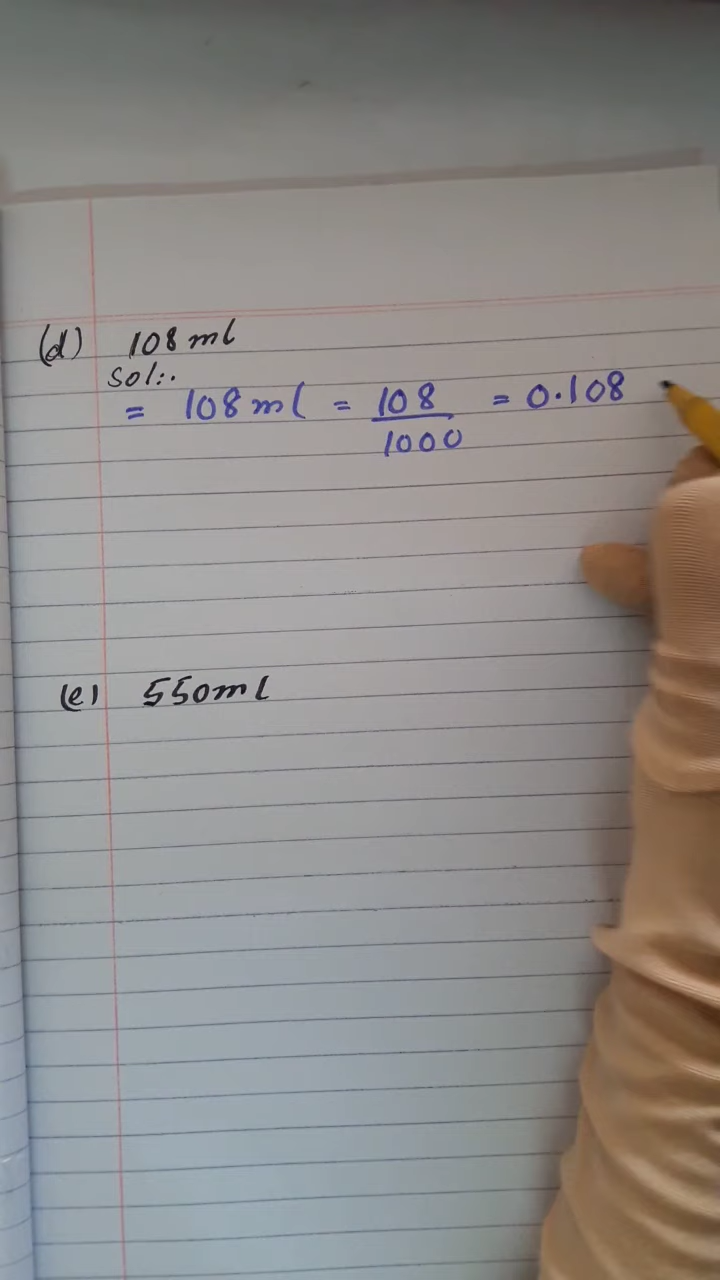 (d) 108 ml
Sol:.
= 108 ml = 108/1000 = 0.108
(e) 550ml